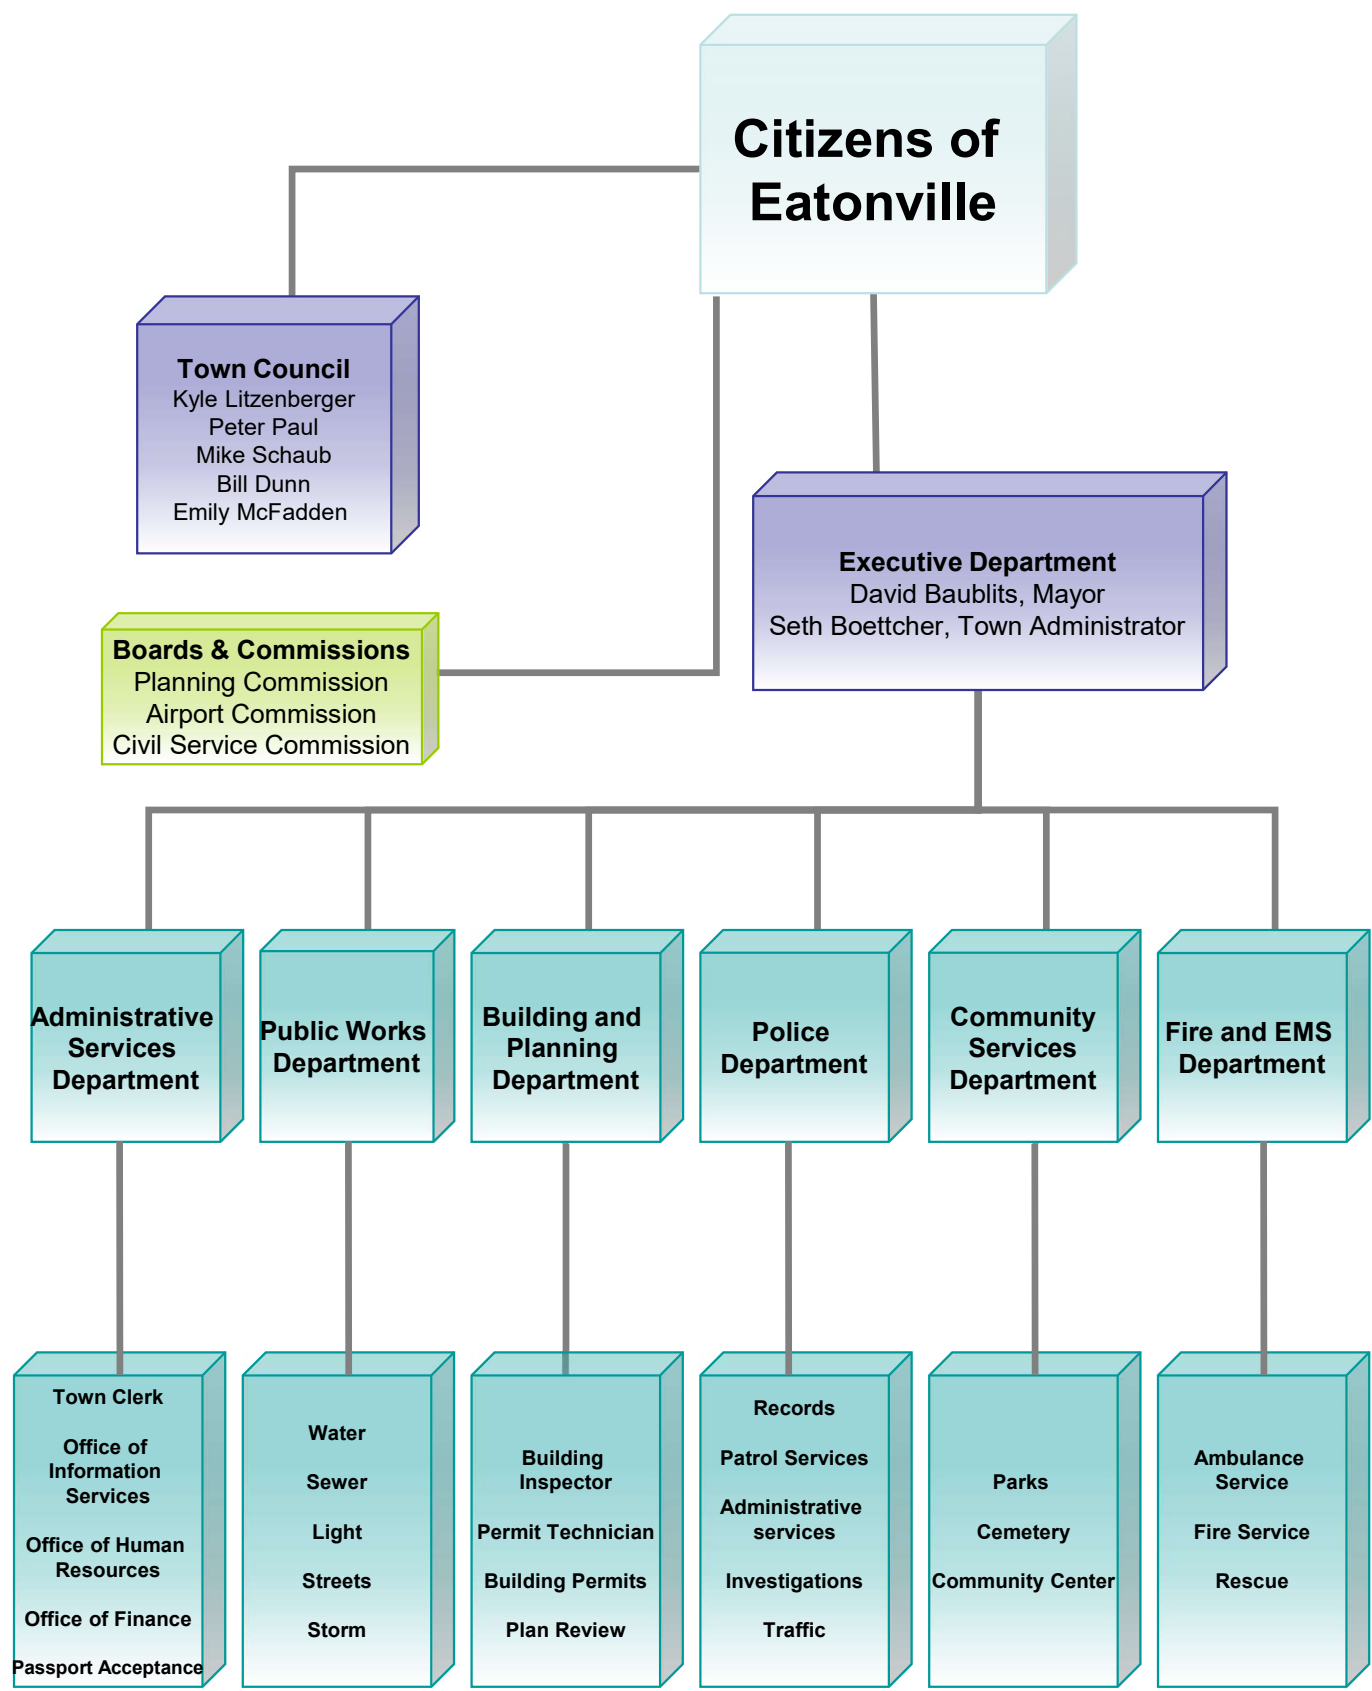 Citizens of
Eatonville
Town Council
Kyle Litzenberger
Peter Paul
Mike Schaub
Bill Dunn
Emily McFadden
Executive Department
David Baublits, Mayor
Seth Boettcher, Town Administrator
Boards & Commissions
Planning Commission
Airport Commission
Civil Service Commission
Administrative
Services
Department
Public Works
Department
Building and
Planning
Department
Police
Department
Community
Services
Department
Fire and EMS
Department
Town Clerk
Office of
Information
Services
Office of Human
Resources
Office of Finance
Passport Acceptance
Water
Sewer
Light
Streets
Storm
Building
Inspector
Permit Technician
Building Permits
Plan Review
Records
Patrol Services
Administrative
services
Investigations
Traffic
Parks
Cemetery
Community Center
Ambulance
Service
Fire Service
Rescue